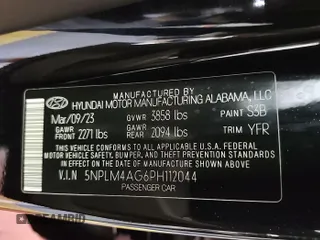 MANUFACTURED BY
HYUNDAI MOTOR MANUFACTURING ALABAMA, LLC
Mar/09/23 GVWR 3858 lbs PAINT S3B
GAWR FRONT 2271 lbs GAWR REAR 2094 lbs TRIM YFR
THIS VEHICLE CONFORMS TO ALL APPLICABLE U.S.A FEDERAL
MOTOR VEHICLE SAFETY, BUMPER, AND THEFT PREVENTION STANDARDS
IN EFFECT ON THE DATE OF MANUFACTURE SHOWN ABOVE.
V.I.N 5NPLM4AG6PH112044
PASSENGER CAR